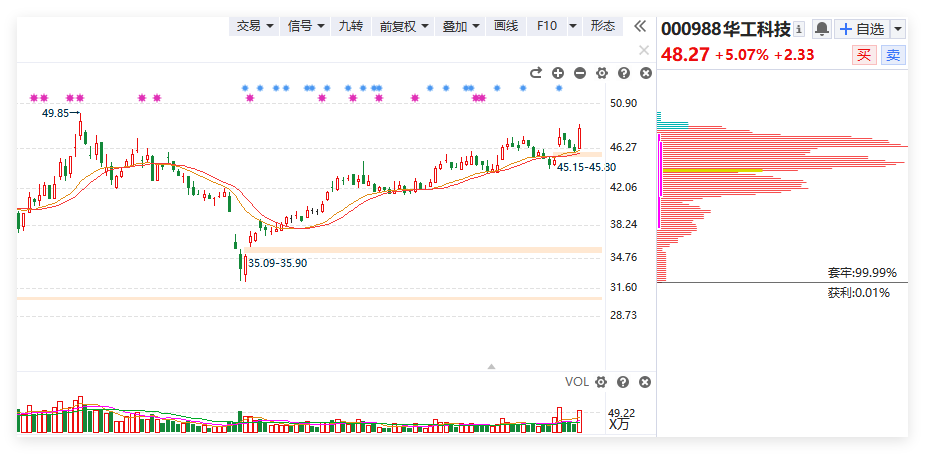 交易 信号 九转 前复权 叠加 画线 F10 形态
000988华工科技 自选
48.27 +5.07% +2.33 买 卖
50.90
49.85
46.27
45.15-45.30
42.06
38.24
35.09-35.90
34.76
31.60
28.73
套牢:99.99%
获利:0.01%
VOL
49.22
X万